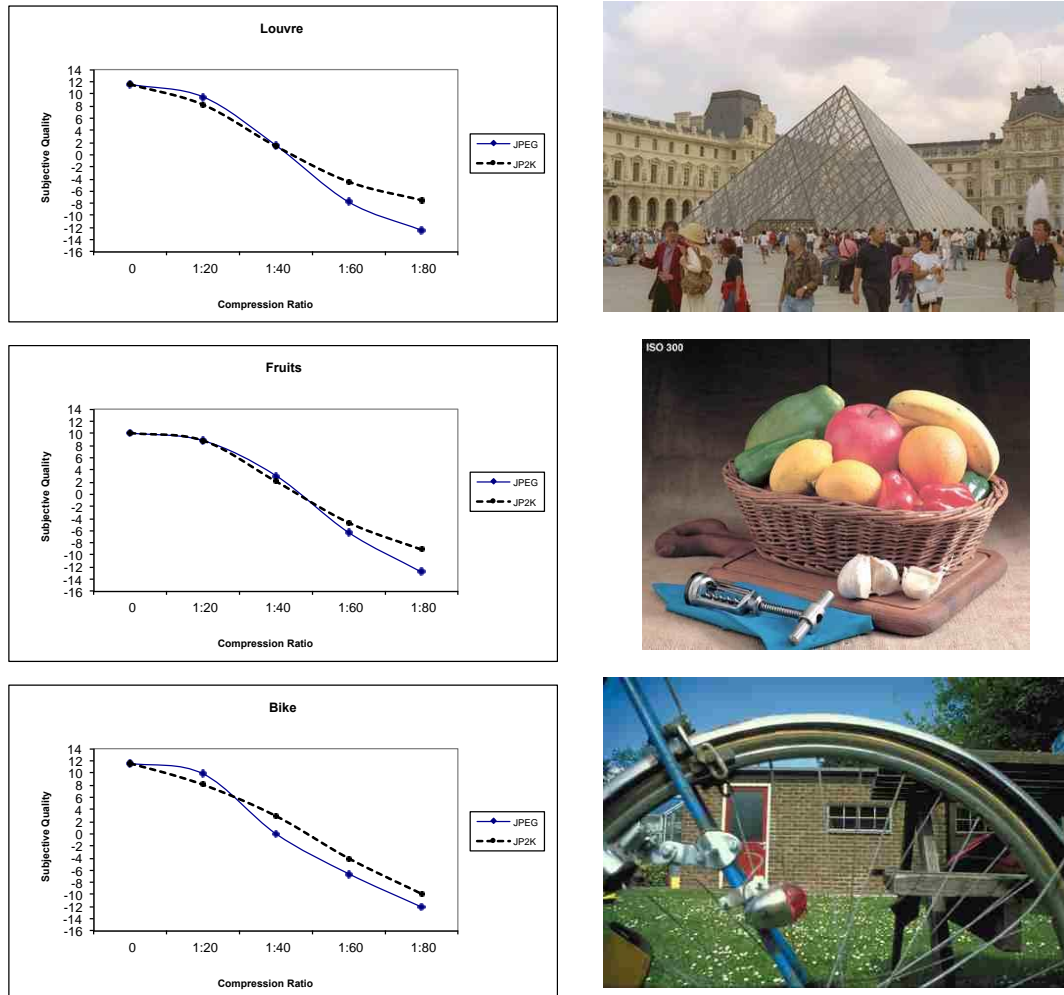 Louvre
Subjective Quality
14
12
10
8
6
4
2
0
-2
-4
-6
-8
-10
-12
-14
-16
0 1:20 1:40 1:60 1:80
Compression Ratio
JPEG
JP2K
ISO 300
Fruits
Subjective Quality
14
12
10
8
6
4
2
0
-2
-4
-6
-8
-10
-12
-14
-16
0 1:20 1:40 1:60 1:80
Compression Ratio
JPEG
JP2K
Bike
Subjective Quality
14
12
10
8
6
4
2
0
-2
-4
-6
-8
-10
-12
-14
-16
0 1:20 1:40 1:60 1:80
Compression Ratio
JPEG
JP2K